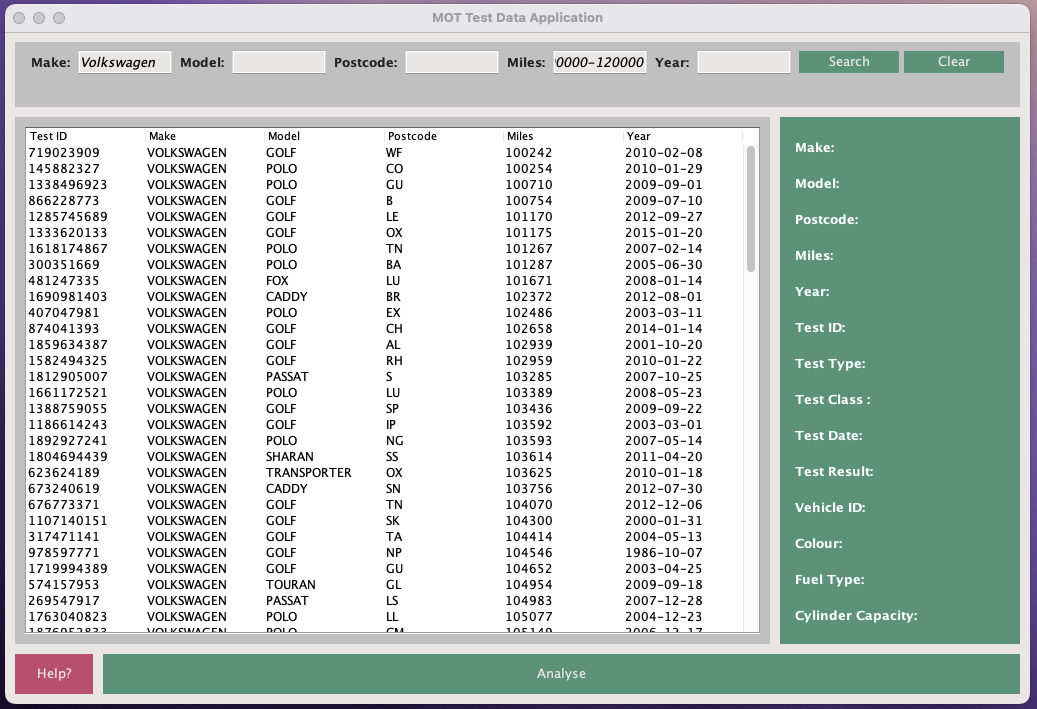 MOT Test Data Application
Make: Volkswagen Model: Postcode: Miles: 0000-120000 Year: Search Clear
Test ID Make Model Postcode Miles Year
719023909 VOLKSWAGEN GOLF WF 100242 2010-02-08
145882327 VOLKSWAGEN POLO CO 100254 2010-01-29
1338496923 VOLKSWAGEN POLO GU 100710 2009-09-01
866228773 VOLKSWAGEN GOLF B 100754 2009-07-10
1285745689 VOLKSWAGEN GOLF LE 101170 2012-09-27
1333620133 VOLKSWAGEN GOLF OX 101175 2015-01-20
1618174867 VOLKSWAGEN POLO TN 101267 2007-02-14
300351669 VOLKSWAGEN POLO BA 101287 2005-06-30
481247335 VOLKSWAGEN FOX LU 101671 2008-01-14
1690981403 VOLKSWAGEN CADDY BR 102372 2012-08-01
407047981 VOLKSWAGEN POLO EX 102486 2003-03-11
874041393 VOLKSWAGEN GOLF CH 102658 2014-01-14
1859634387 VOLKSWAGEN GOLF AL 102939 2001-10-20
1582494325 VOLKSWAGEN GOLF RH 102959 2010-01-22
1812905007 VOLKSWAGEN PASSAT S 103285 2007-10-25
1661172521 VOLKSWAGEN POLO LU 103389 2008-05-23
1388759055 VOLKSWAGEN GOLF SP 103436 2009-09-22
1186614243 VOLKSWAGEN GOLF IP 103592 2003-03-01
1892927241 VOLKSWAGEN POLO NG 103593 2007-05-14
1804694439 VOLKSWAGEN SHARAN SS 103614 2011-04-20
623624189 VOLKSWAGEN TRANSPORTER OX 103625 2010-01-18
673240619 VOLKSWAGEN CADDY SN 103756 2012-07-30
676773371 VOLKSWAGEN GOLF TN 104070 2012-12-06
1107140151 VOLKSWAGEN GOLF SK 104300 2000-01-31
317471141 VOLKSWAGEN GOLF TA 104414 2004-05-13
978597771 VOLKSWAGEN GOLF NP 104546 1986-10-07
1719994389 VOLKSWAGEN GOLF GU 104652 2003-04-25
574157953 VOLKSWAGEN TOURAN GL 104954 2009-09-18
269547917 VOLKSWAGEN PASSAT LS 104983 2007-12-28
1763040823 VOLKSWAGEN POLO LL 105077 2004-12-23
VOLKSWAGEN POLO CM
Make:
Model:
Postcode:
Miles:
Year:
Test ID:
Test Type:
Test Class :
Test Date:
Test Result:
Vehicle ID:
Colour:
Fuel Type:
Cylinder Capacity:
Help? Analyse